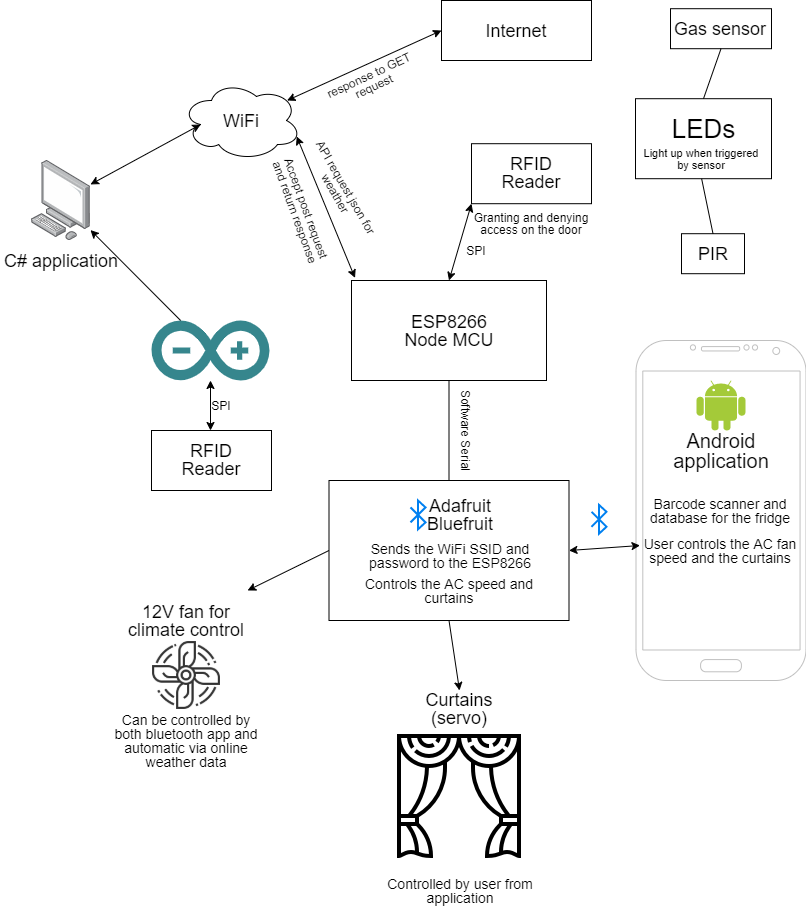 Internet
Gas sensor
response to GET
request
WiFi
LEDs
Light up when triggered
by sensor
API request json for
weather
Accept post request
and return response
RFID
Reader
Granting and denying
access on the door
SPI
PIR
C# application
ESP8266
Node MCU
SPI
RFID
Reader
Software Serial
Android
application
Barcode scanner and
database for the fridge
User controls the AC fan
speed and the curtains
Adafruit
Bluefruit
Sends the WiFi SSID and
password to the ESP8266
Controls the AC speed and
curtains
12V fan for
climate control
Can be controlled by
both bluetooth app and
automatic via online
weather data
Curtains
(servo)
Controlled by user from
application